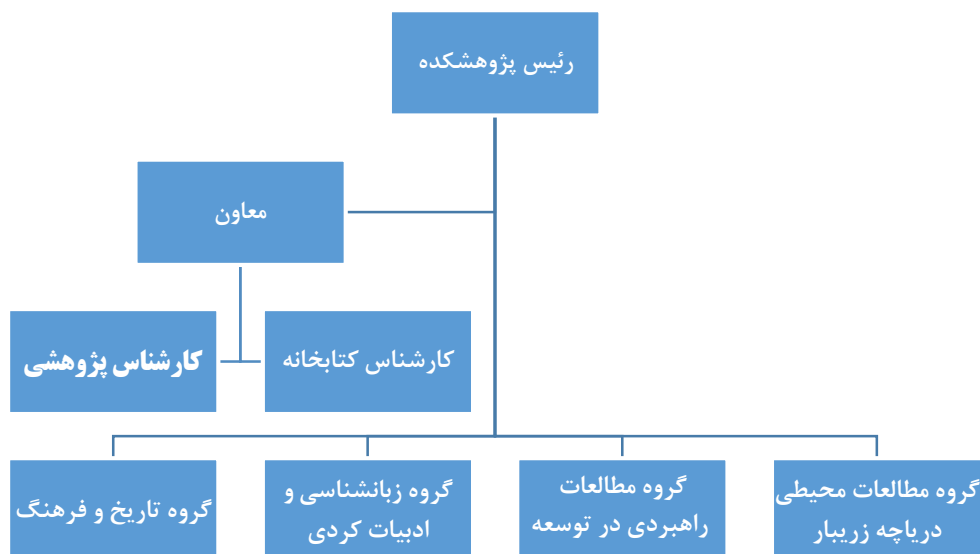 رئیس پژوهشکده
معاون
کارشناس کتابخانه
کارشناس پژوهشی
گروه مطالعات محیطی
دریاچه زریبار
گروه مطالعات
راهبردی در توسعه
گروه زبانشناسی و
ادبیات کردی
گروه تاریخ و فرهنگ